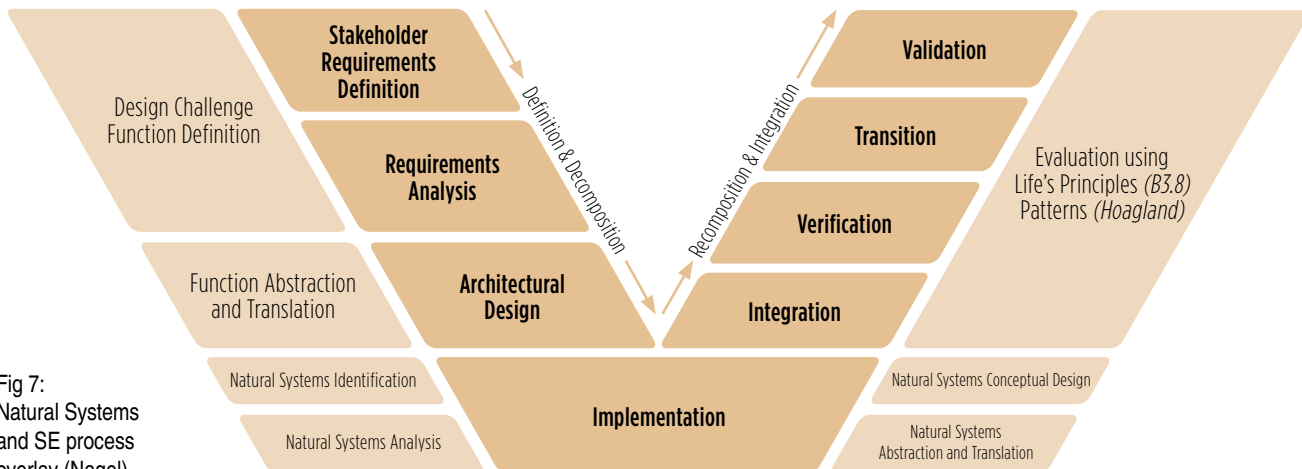 Design Challenge
Function Definition
Function Abstraction
and Translation
Natural Systems Identification
Natural Systems Analysis
Stakeholder
Requirements
Definition
Requirements
Analysis
Architectural
Design
Definition & Decomposition
Implementation
Recomposition & Integration
Validation
Transition
Verification
Integration
Evaluation using
Life's Principles (B3.8)
Patterns (Hoagland)
Natural Systems Conceptual Design
Natural Systems
Abstraction and Translation
Fig 7:
Natural Systems
and SE process
overlay (Nagel)